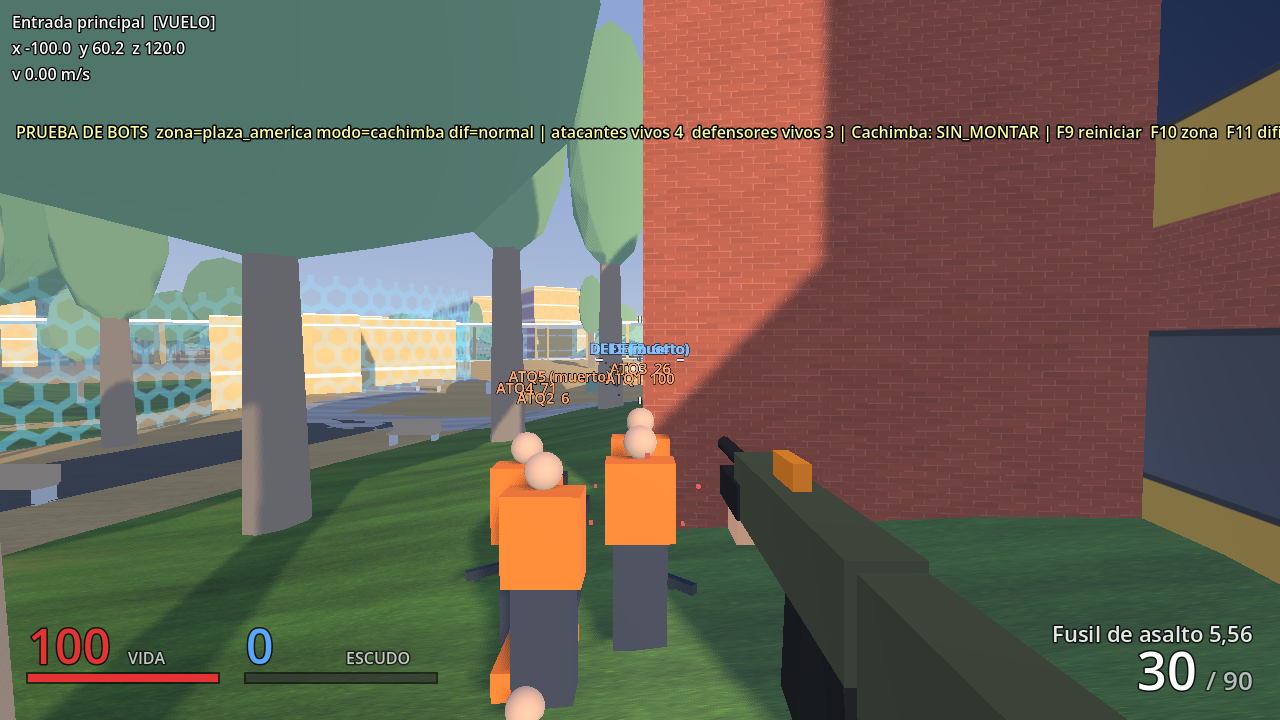 Entrada principal [VUELO]
x -100.0 y 60.2 z 120.0
v 0.00 m/s
PRUEBA DE BOTS zona=plaza_america modo=cachimba dif=normal | atacantes vivos 4 defensores vivos 3 | Cachimba: SIN_MONTAR | F9 reiniciar F10 zona F11 difi
ATQ3 26
ATQ5 (muerto)
ATQ1 100
ATQ4 71
ATQ2 6
Fusil de asalto 5,56
100 VIDA
0 ESCUDO
30 / 90